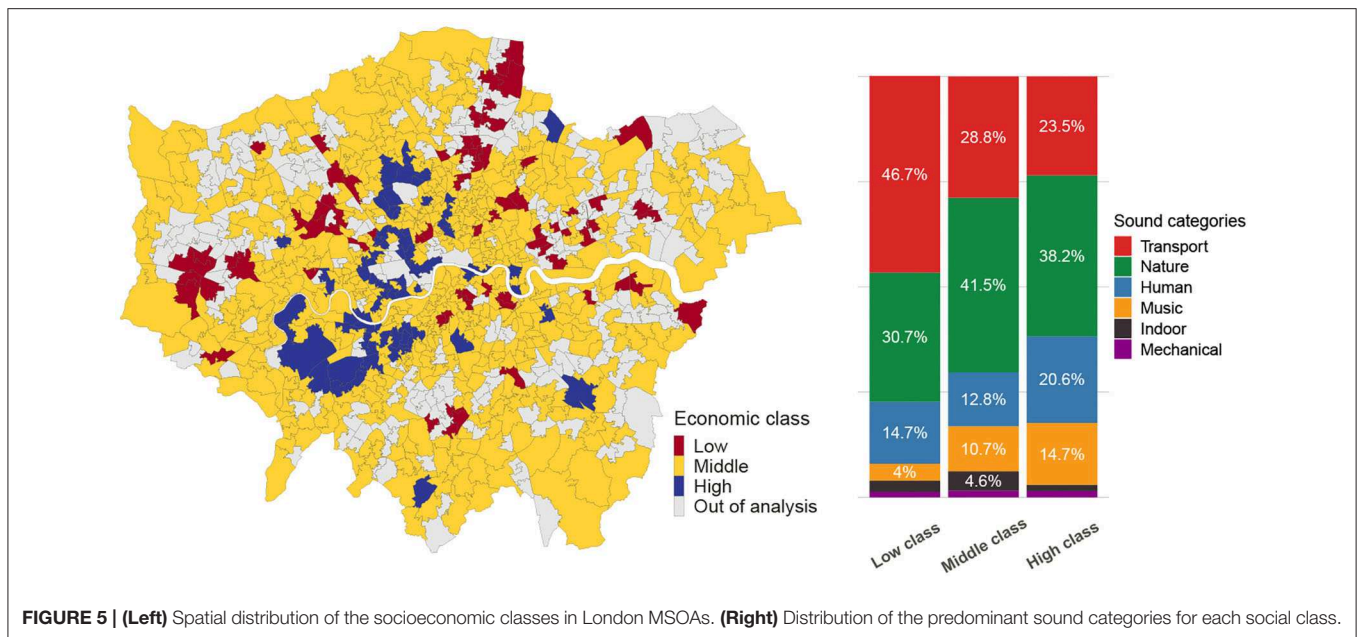 Economic class
Low
Middle
High
Out of analysis
46.7%
30.7%
14.7%
4%
28.8%
41.5%
12.8%
10.7%
4.6%
23.5%
38.2%
20.6%
14.7%
Low class
Middle class
High class
Sound categories
Transport
Nature
Human
Music
Indoor
Mechanical
FIGURE 5 | (Left) Spatial distribution of the socioeconomic classes in London MSOAs. (Right) Distribution of the predominant sound categories for each social class.